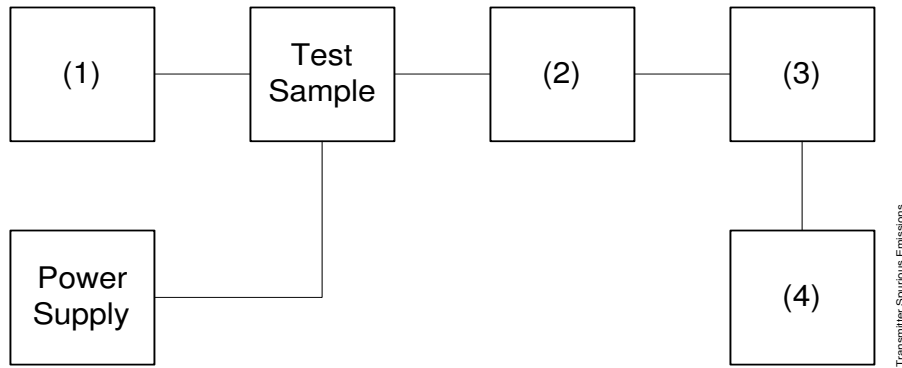 (1)
Test
Sample
(2)
(3)
Power
Supply
(4)
Transmitter Spurious Emissions